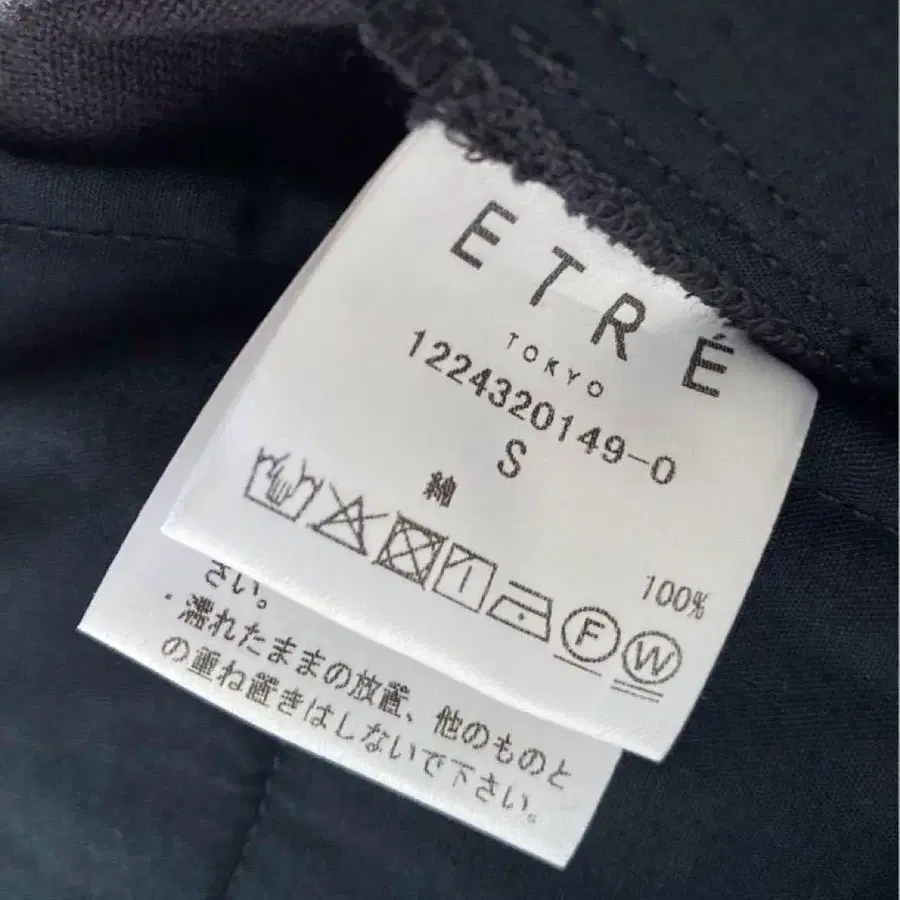 ETRÉ
TOKYO
1224320149-0
S
綿 100%
F W
さい。
・濡れたままの放置、他のものと
の重ね置きはしないで下さい。